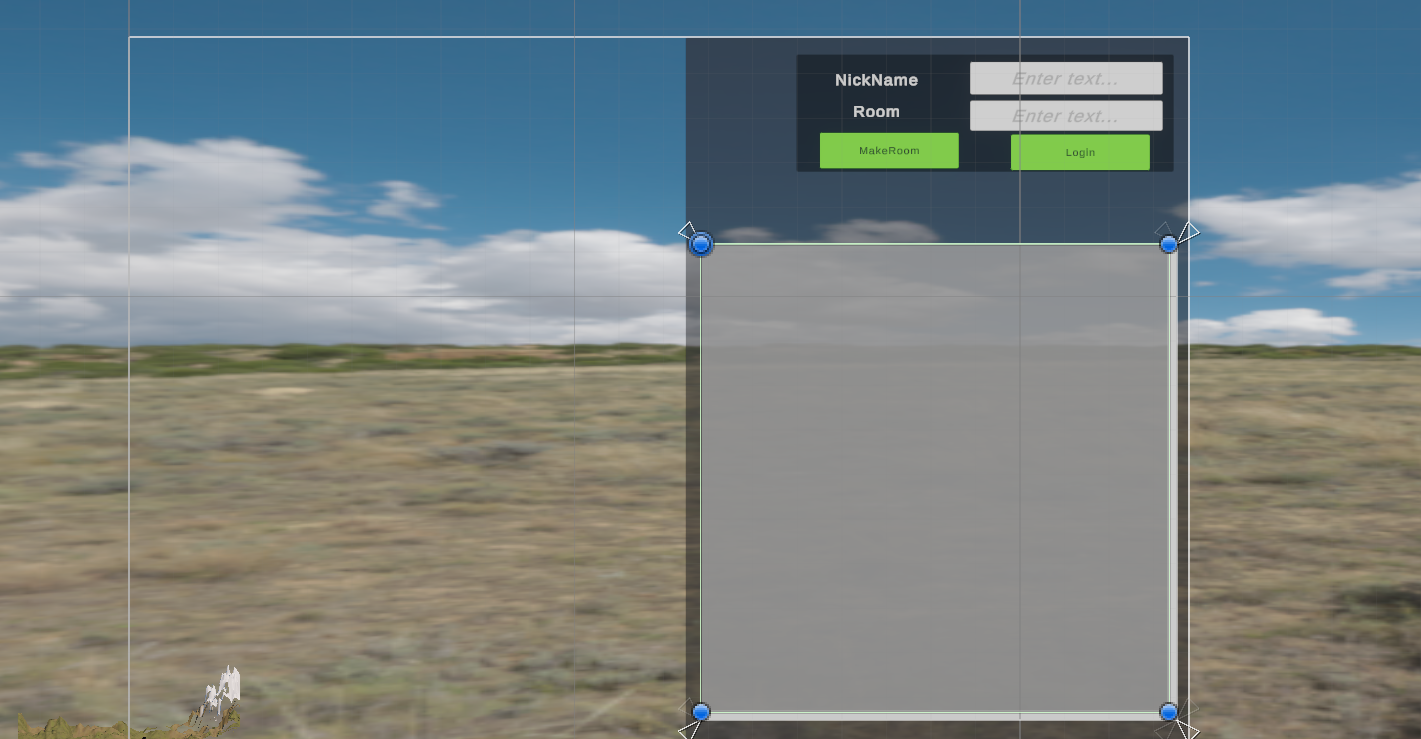 NickName Enter text...
Room Enter text...
MakeRoom Login